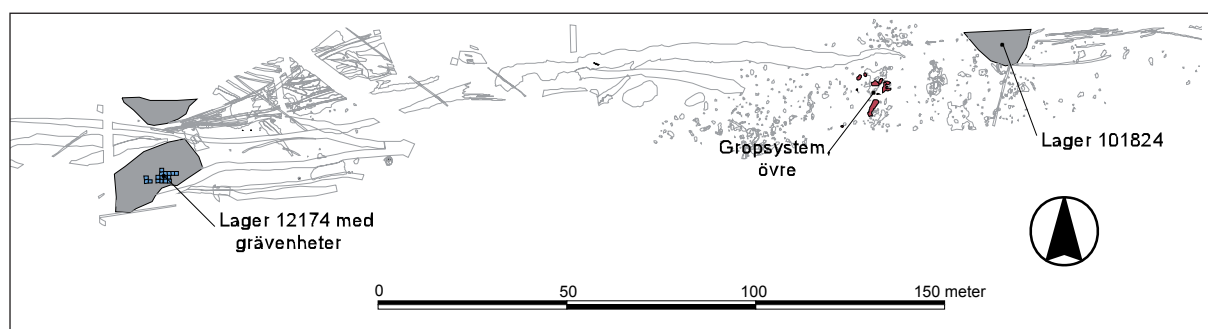 Lager 101824
Gropsystem,
övre
Lager 12174 med
grävenheter
0 50 100 150 meter